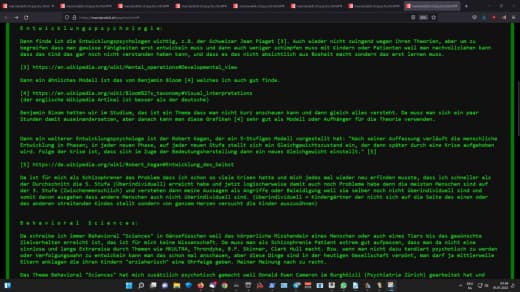 E n t w i c k l u n g s p s y c h o l o g i e :
Dann finde ich die Entwicklungspsychologen wichtig, z.B. der Schweizer Jean Piaget [3]. Auch wieder nicht zwingend wegen ihren Theorien, aber um zu
begreifen dass man gewisse Fähigkeiten erst entwickeln muss und dann auch weniger schimpfen muss mit Kindern oder Patienten weil man nachvollziehen kann
dass das Kind das gar noch nicht verstanden haben kann, und dass es das nicht absichtlich aus Bosheit macht sondern das erst lernen muss.
[3] https://en.wikipedia.org/wiki/Mental_operations#Developmental_view
Dann ein ähnliches Modell ist das von Benjamin Bloom [4] welches ich auch gut finde.
[4] https://en.wikipedia.org/wiki/Bloom%27s_taxonomy#Visual_interpretations
(der englische Wikipedia Artikel ist besser als der deutsche)
Benjamin Bloom hatten wir im Studium, das ist ein Thema dass man nicht kurz anschauen kann und dann gleich alles versteht. Da muss man sich ein paar
Stunden damit auseinandersetzen, aber danach kann man diese Grafiken [4] sehr gut als Modell oder Aufhänger für die Theorie verwenden.
Dann ein weiterer Entwicklungspsychologe ist der Robert Kegan, der ein 5-Stufiges Modell vorgestellt hat: "Nach seiner Auffassung verläuft die menschliche
Entwicklung in Phasen; in jeder neuen Phase, auf jeder neuen Stufe stellt sich ein Gleichgewichtszustand ein, der dann später durch eine Krise aufgehoben
wird. Folge der Krise ist, dass sich im Zuge der Bedeutungsherstellung dann ein neues Gleichgewicht einstellt." [5]
[5] https://de.wikipedia.org/wiki/Robert_Kegan#Entwicklung_des_Selbst
Da ist für mich als Schizophrener das Problem dass ich schon so viele Krisen hatte und mich jedes mal wieder neu erfinden musste, dass ich schneller als
der Durchschnitt die 5. Stufe (Überindividuell) erreicht habe und jetzt logischerweise damit auch noch Probleme habe denn die meisten Menschen sind auf
der 3. Stufe (Zwischenmenschlich) und verstehen dann meine Aussagen als Angriffe oder Beleidigung weil sie selber noch nicht überindividuell sind und
somit davon ausgehen dass andere Menschen auch nicht überindividuell sind. (Überindividuell = Kindergärtner der nicht sich auf die Seite des einen oder
des anderen streitenden Kindes stellt sondern von ganzem Herzen versucht die Kinder auszusöhnen)
B e h a v i o r a l   S c i e n c e s :
Da schreibe ich immer Behavioral "Sciences" in Gänsefüsschen weil das körperliche Misshandeln eines Menschen oder auch eines Tiers bis das gewünschte
Zielverhalten erreicht ist, das ist für mich keine Wissenschaft. Da muss man als Schizophrenie Patient extrem gut aufpassen, dass man da nicht eine
sinnlose und lange Extrareise durch Themen wie MKULTRA, Throndyke, B.F. Skinner, Clark Hull macht. Bzw. wenn man nicht dazu tendiert psychotisch zu werden
oder Verfolgungswahn zu entwickeln kann man das schon mal anschauen, aber diese Dinge sind in der heutigen Gesellschaft verpönt, man darf ja mittlerweile
Eltern anklagen die ihren Kindern "erzieherisch" eine Ohrfeige geben. Meiner Meinung nach zu recht.
Das Thema Behavioral "Sciences" hat mich zusätzlich psychotisch gemacht weil Donald Ewen Cameron im Burghölzli (Psychiatrie Zürich) gearbeitet hat und